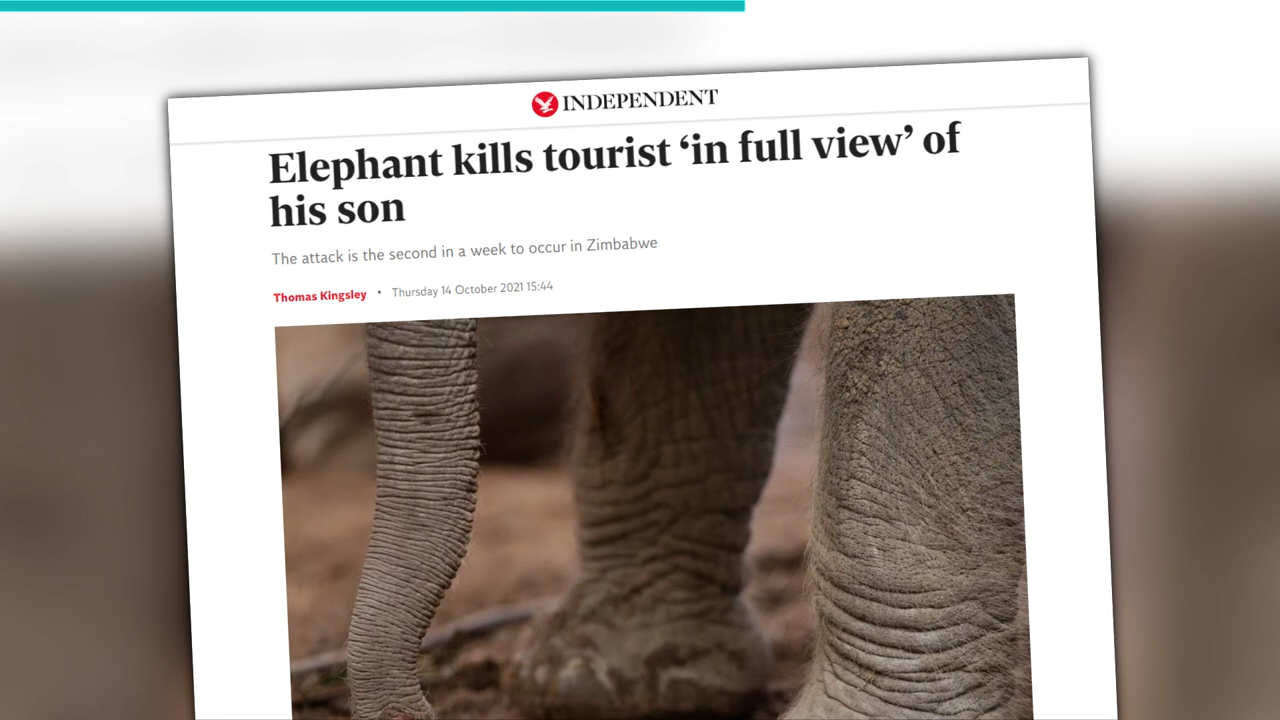 INDEPENDENT
Elephant kills tourist ‘in full view’ of
his son
The attack is the second in a week to occur in Zimbabwe
Thomas Kingsley • Thursday 14 October 2021 15:44